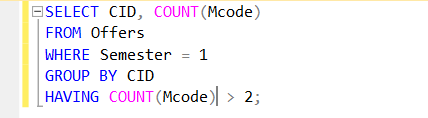 SELECT CID, COUNT(Mcode)
FROM Offers
WHERE Semester = 1
GROUP BY CID
HAVING COUNT(Mcode) > 2;